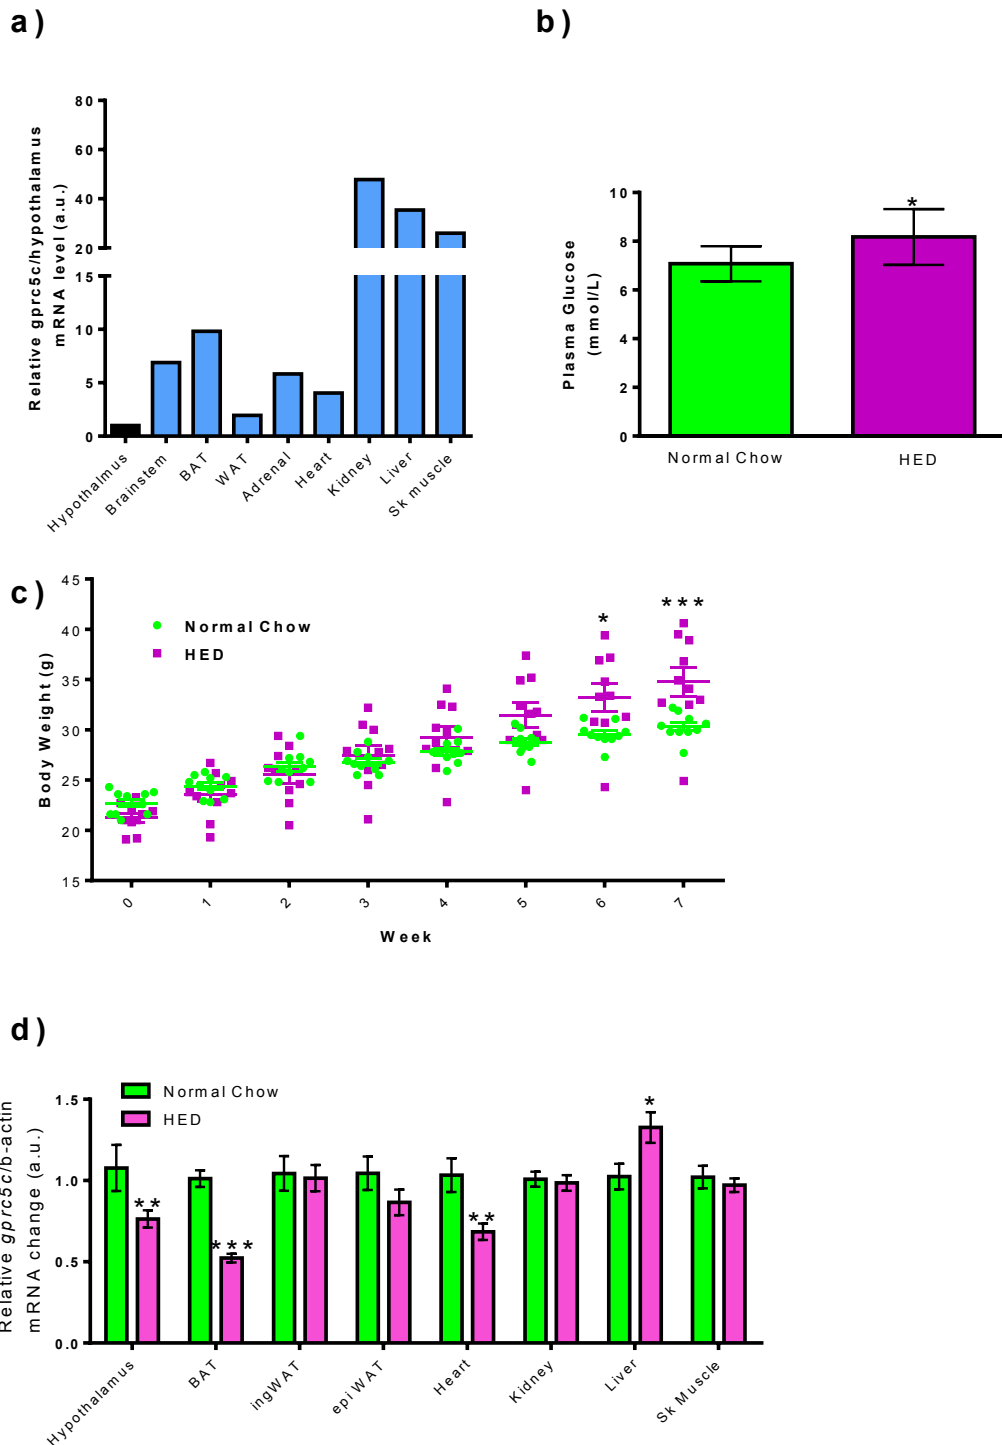 a)
b)
Relative gprc5c/hypothalamus
mRNA level (a.u.)
80
60
40
20
15
10
5
0
Hypothalmus
Brainstem
BAT
WAT
Adrenal
Heart
Kidney
Liver
Sk muscle
Plasma Glucose
(mmol/L)
10
8
6
4
2
0
*
Normal Chow
HED
c)
Body Weight (g)
45
40
35
30
25
20
15
Normal Chow
HED
*
***
0
1
2
3
4
5
6
7
Week
d)
Relative gprc5c/b-actin
mRNA change (a.u.)
Normal Chow
HED
1.5
1.0
0.5
0.0
**
***
**
*
Hypothalamus
BAT
ingWAT
epiWAT
Heart
Kidney
Liver
Sk Muscle